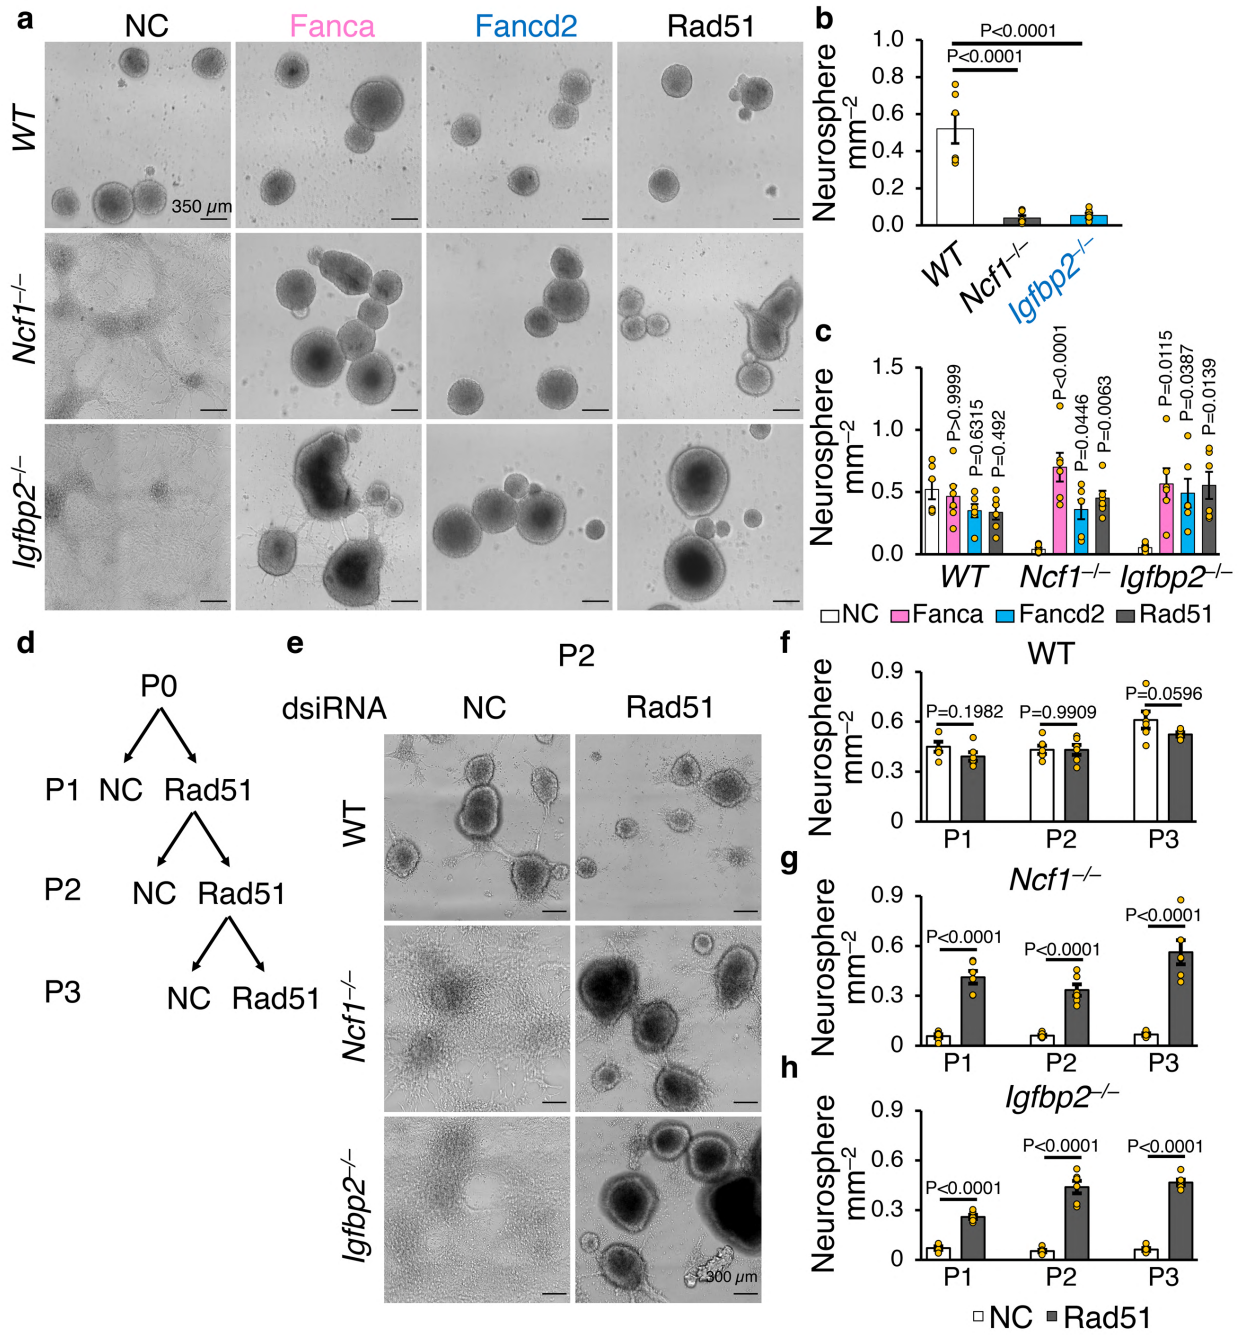 a
NC
Fanca
Fancd2
Rad51
WT
350 µm
Ncf1–/–
Igfbp2–/–
b
Neurosphere
mm–2
1.0
0.8
0.6
0.4
0.2
0.0
P<0.0001
P<0.0001
WT
Ncf1–/–
Igfbp2–/–
c
Neurosphere
mm–2
1.5
1.0
0.5
0.0
P>0.9999
P=0.6315
P=0.492
P<0.0001
P=0.0446
P=0.0063
P=0.0115
P=0.0387
P=0.0139
WT
Ncf1–/–
Igfbp2–/–
NC
Fanca
Fancd2
Rad51
d
P0
P1 NC Rad51
P2 NC Rad51
P3 NC Rad51
e
P2
dsiRNA
NC
Rad51
WT
Ncf1–/–
Igfbp2–/–
300 µm
f
WT
Neurosphere
mm–2
0.9
0.6
0.3
0
P=0.1982
P=0.9909
P=0.0596
P1
P2
P3
g
Ncf1–/–
Neurosphere
mm–2
0.9
0.6
0.3
0
P<0.0001
P<0.0001
P<0.0001
P1
P2
P3
h
Igfbp2–/–
Neurosphere
mm–2
0.9
0.6
0.3
0
P<0.0001
P<0.0001
P<0.0001
P1
P2
P3
NC
Rad51